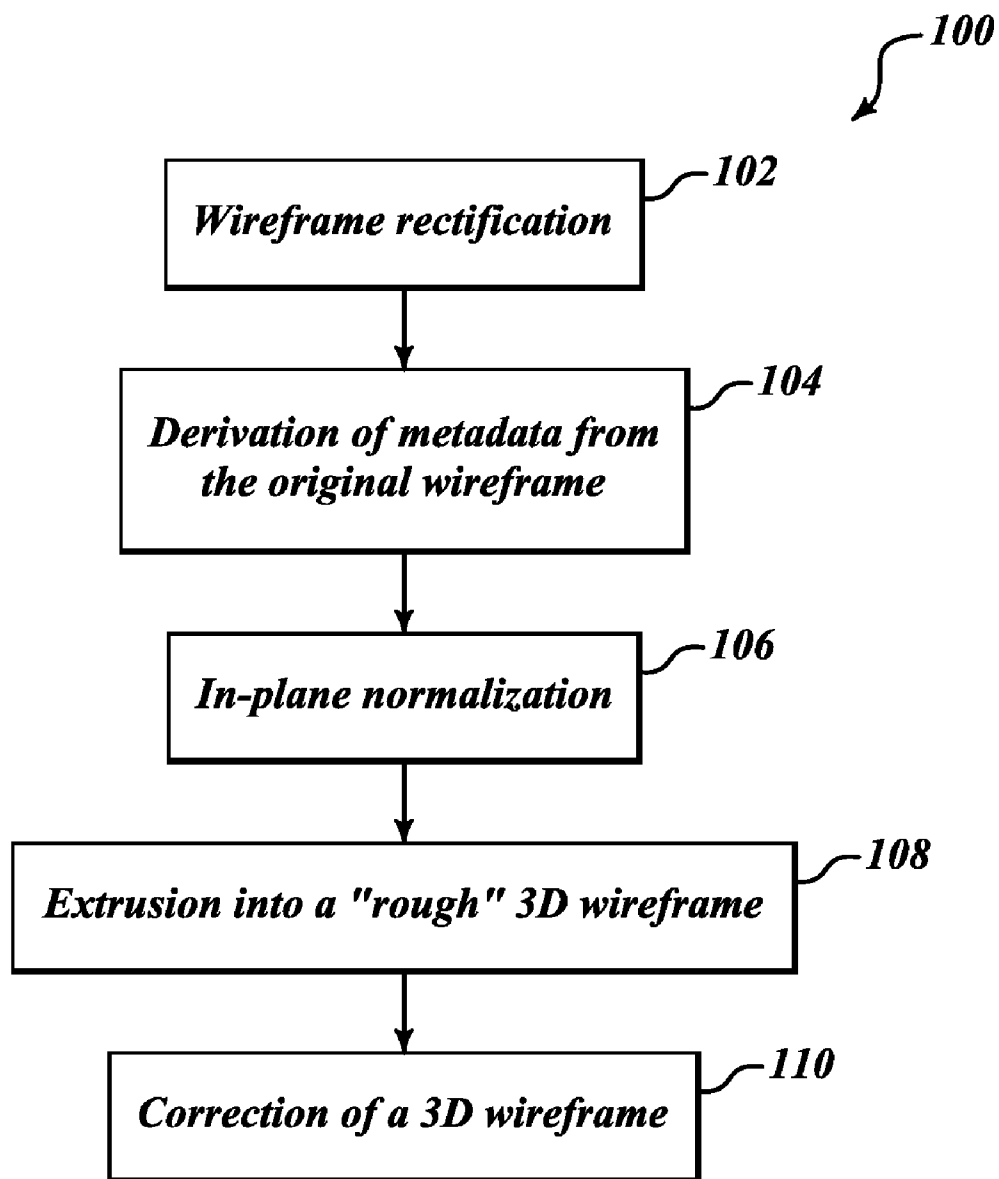 100
102
Wireframe rectification
104
Derivation of metadata from
the original wireframe
106
In-plane normalization
108
Extrusion into a "rough" 3D wireframe
110
Correction of a 3D wireframe